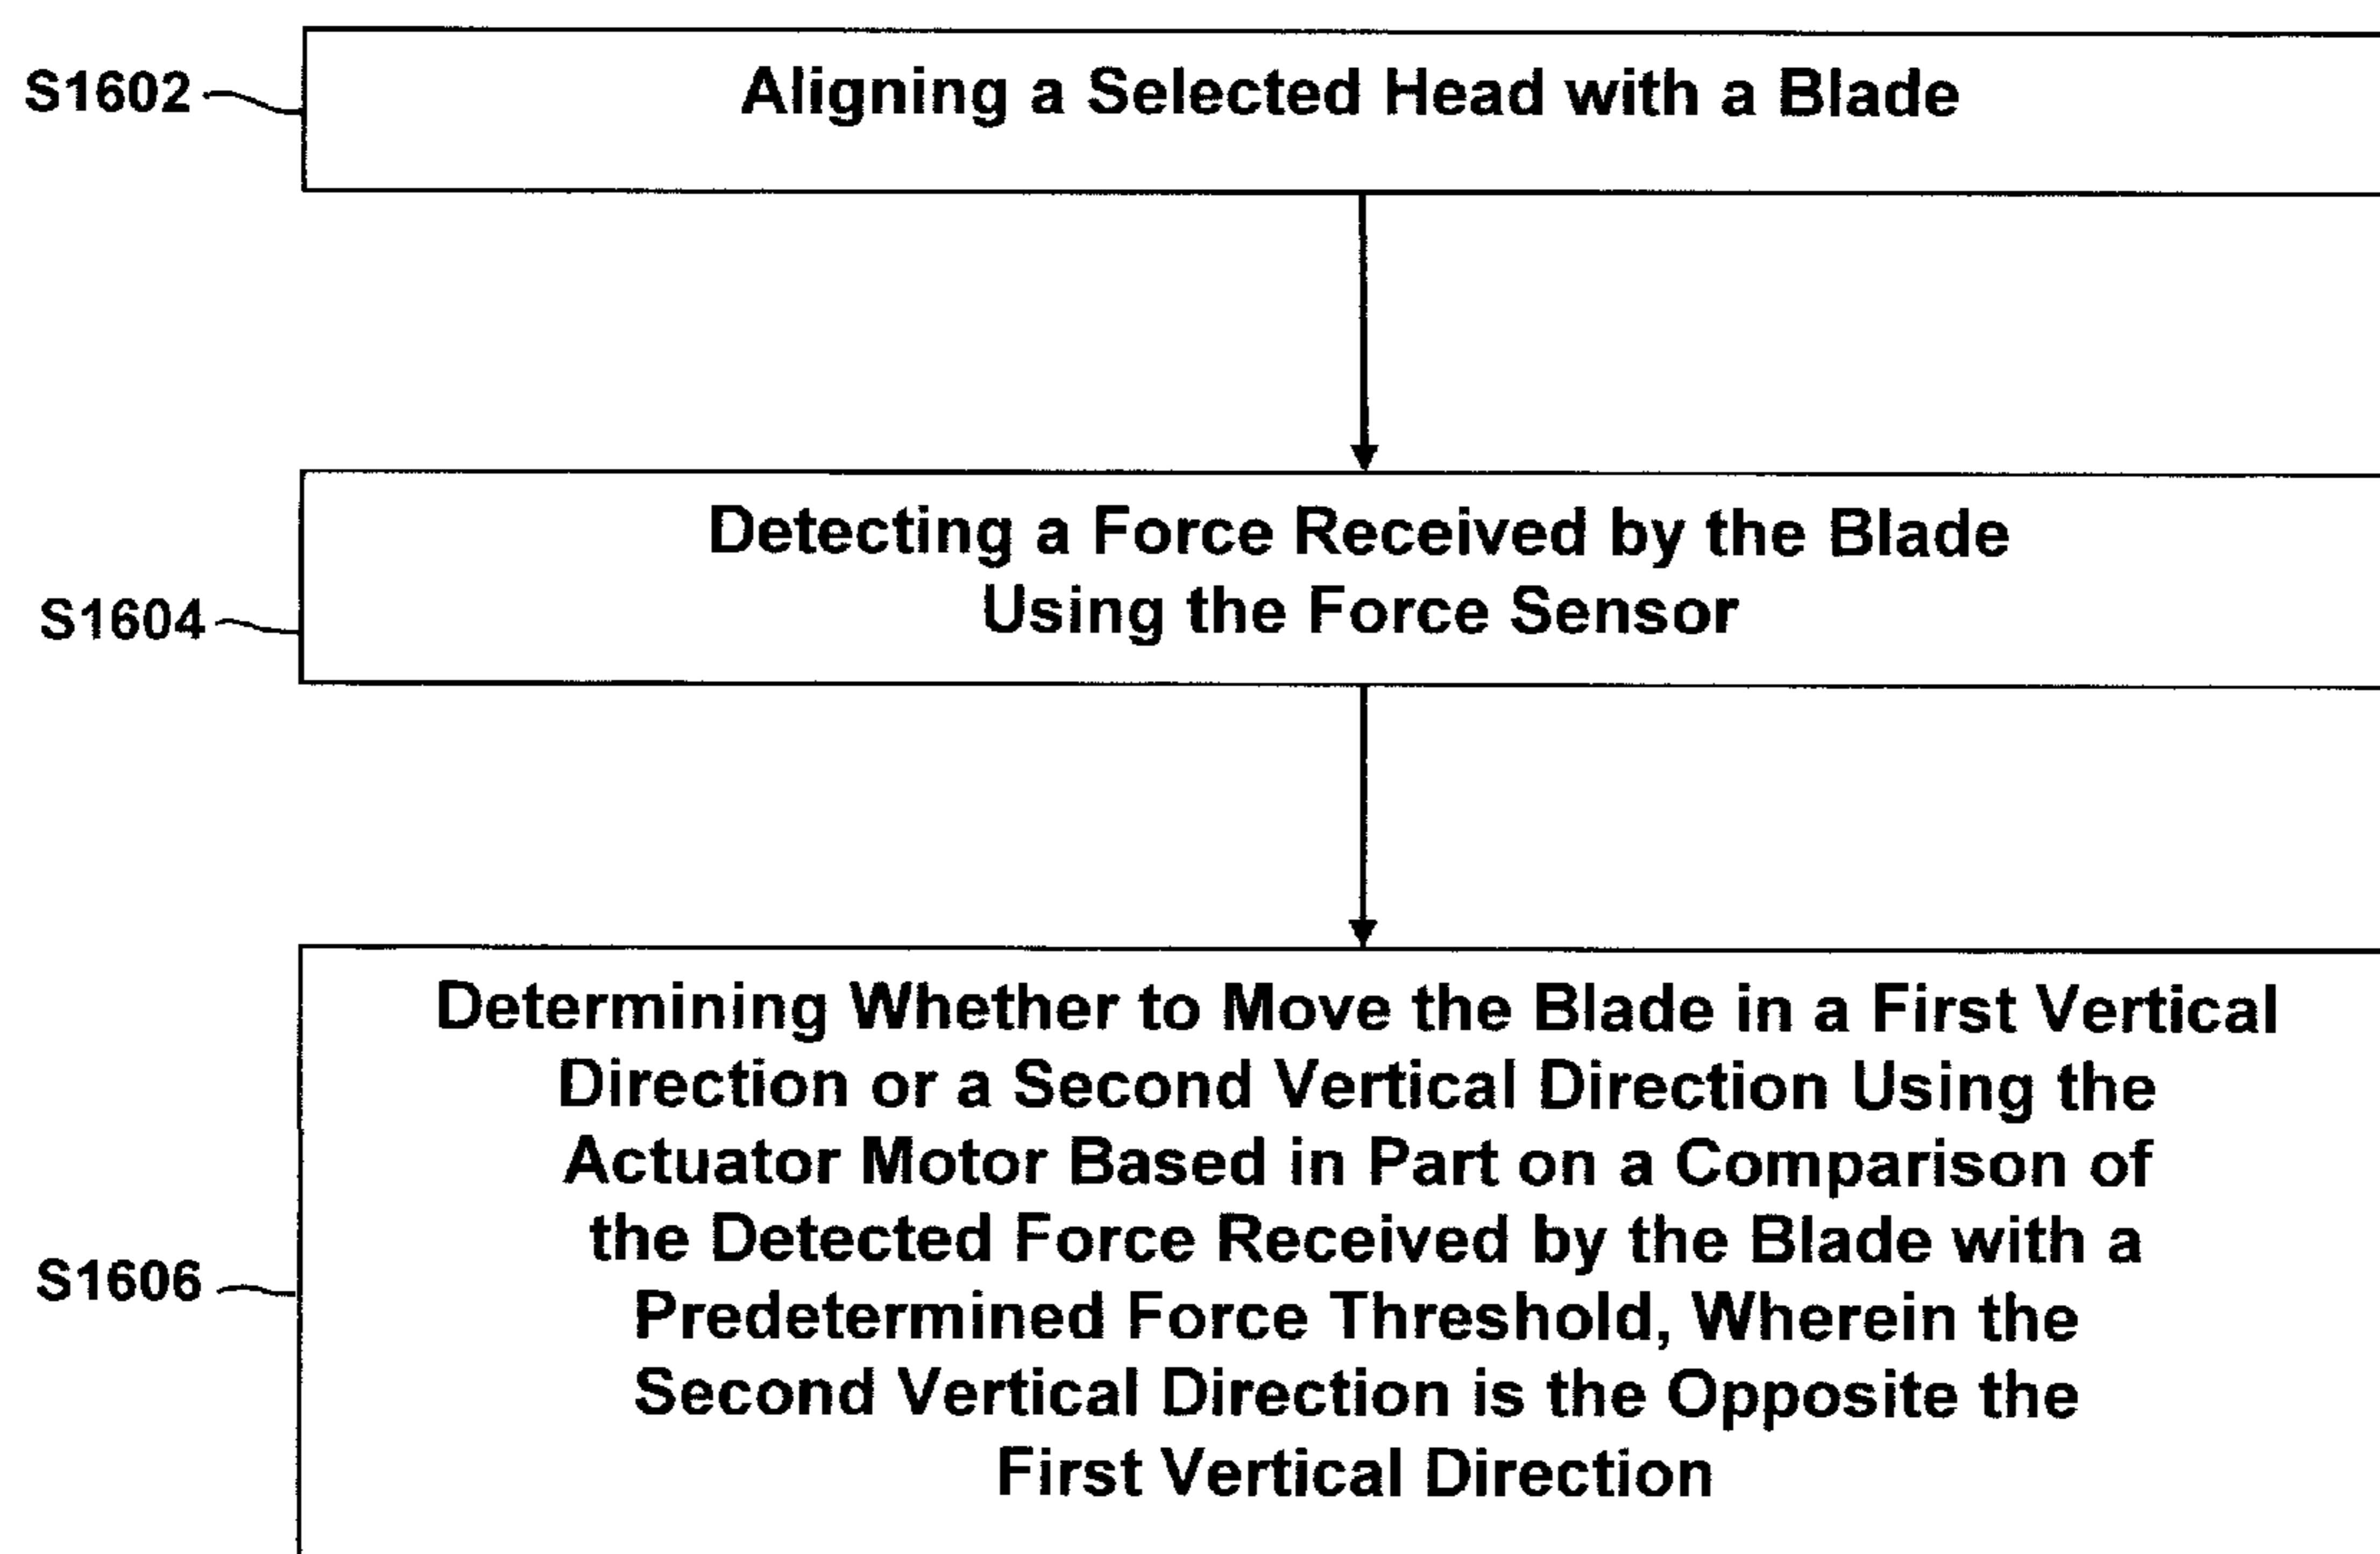 S1602
Aligning a Selected Head with a Blade
Detecting a Force Received by the Blade
Using the Force Sensor
S1604
Determining Whether to Move the Blade in a First Vertical
Direction or a Second Vertical Direction Using the
Actuator Motor Based in Part on a Comparison of
the Detected Force Received by the Blade with a
Predetermined Force Threshold, Wherein the
Second Vertical Direction is the Opposite the
First Vertical Direction
S1606